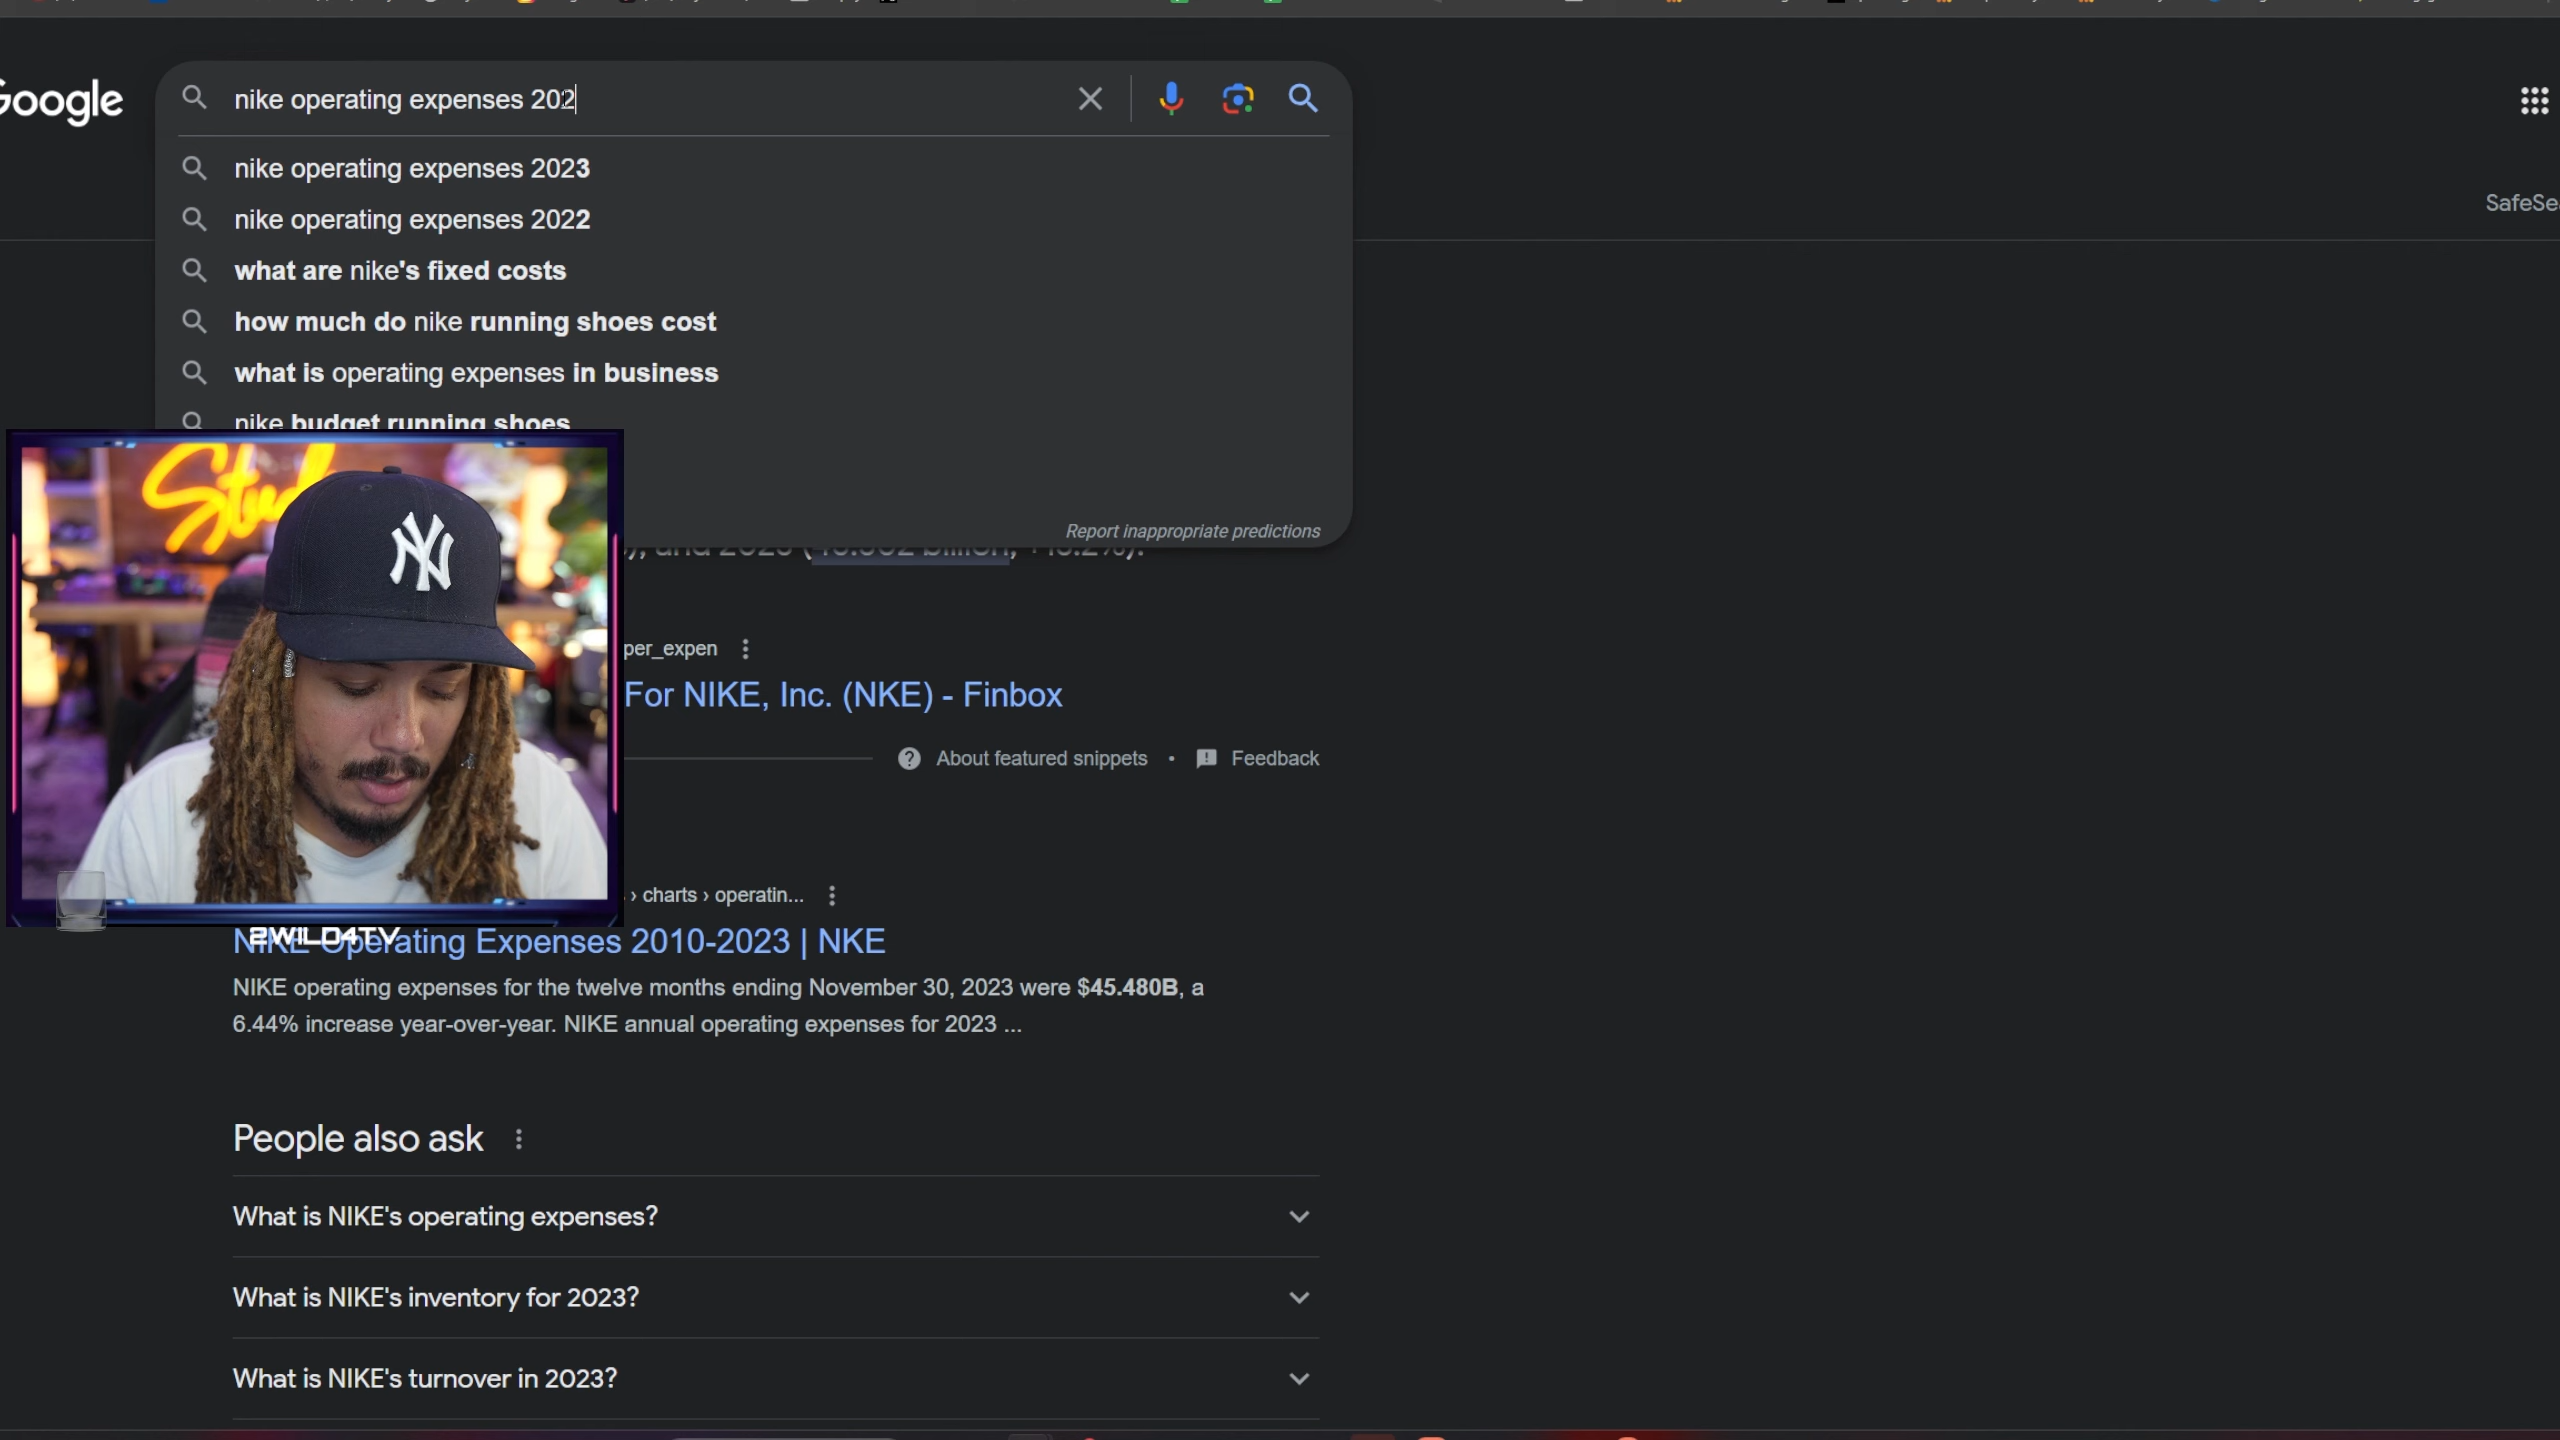 Google
nike operating expenses 202
nike operating expenses 2023
nike operating expenses 2022
SafeSe
what are nike's fixed costs
how much do nike running shoes cost
what is operating expenses in business
nike budget running shoes
Report inappropriate predictions
NY
per_expen
For NIKE, Inc. (NKE) - Finbox
About featured snippets • Feedback
› charts › operatin...
2WILD4TV
NIKE Operating Expenses 2010-2023 | NKE
NIKE operating expenses for the twelve months ending November 30, 2023 were $45.480B, a
6.44% increase year-over-year. NIKE annual operating expenses for 2023 ...
People also ask
What is NIKE's operating expenses?
What is NIKE's inventory for 2023?
What is NIKE's turnover in 2023?